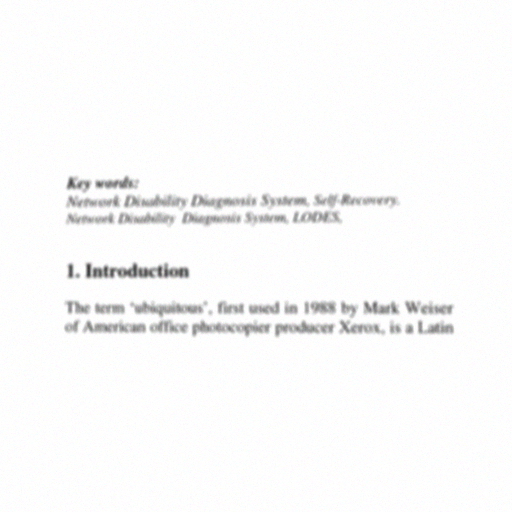 Key words:
Network Disability Diagnosis System, Self-Recovery.
Network Disability Diagnosis System, LODES,
1. Introduction
The term 'ubiquitous', first used in 1988 by Mark Weiser
of American office photocopier producer Xerox, is a Latin